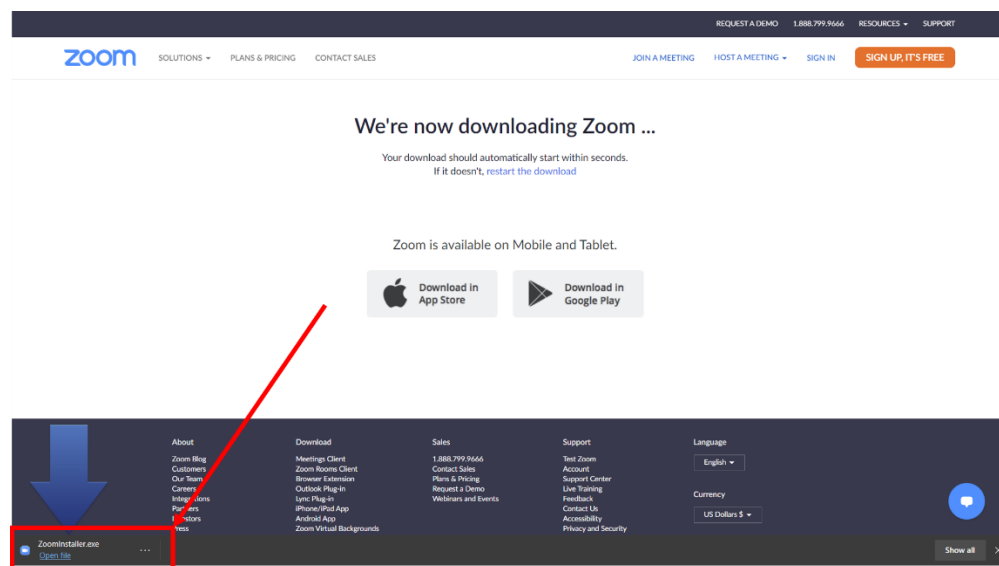 REQUEST A DEMO 1.888.799.9666 RESOURCES SUPPORT
zoom SOLUTIONS PLANS & PRICING CONTACT SALES JOIN A MEETING HOST A MEETING SIGN IN SIGN UP, IT'S FREE
We're now downloading Zoom ...
Your download should automatically start within seconds.
If it doesn't, restart the download
Zoom is available on Mobile and Tablet.
Download in
App Store
Download in
Google Play
About
Zoom Blog
Customers
Our Team
Careers
Integrations
Partners
Investors
Press
Download
Meetings Client
Zoom Rooms Client
Browser Extension
Outlook Plug-in
Lync Plug-in
iPhone/iPad App
Android App
Zoom Virtual Backgrounds
Sales
1.888.799.9666
Contact Sales
Plans & Pricing
Request a Demo
Webinars and Events
Support
Test Zoom
Account
Support Center
Live Training
Feedback
Contact Us
Accessibility
Privacy and Security
Language
English
Currency
US Dollars $
ZoomInstaller.exe
Open file
Show all